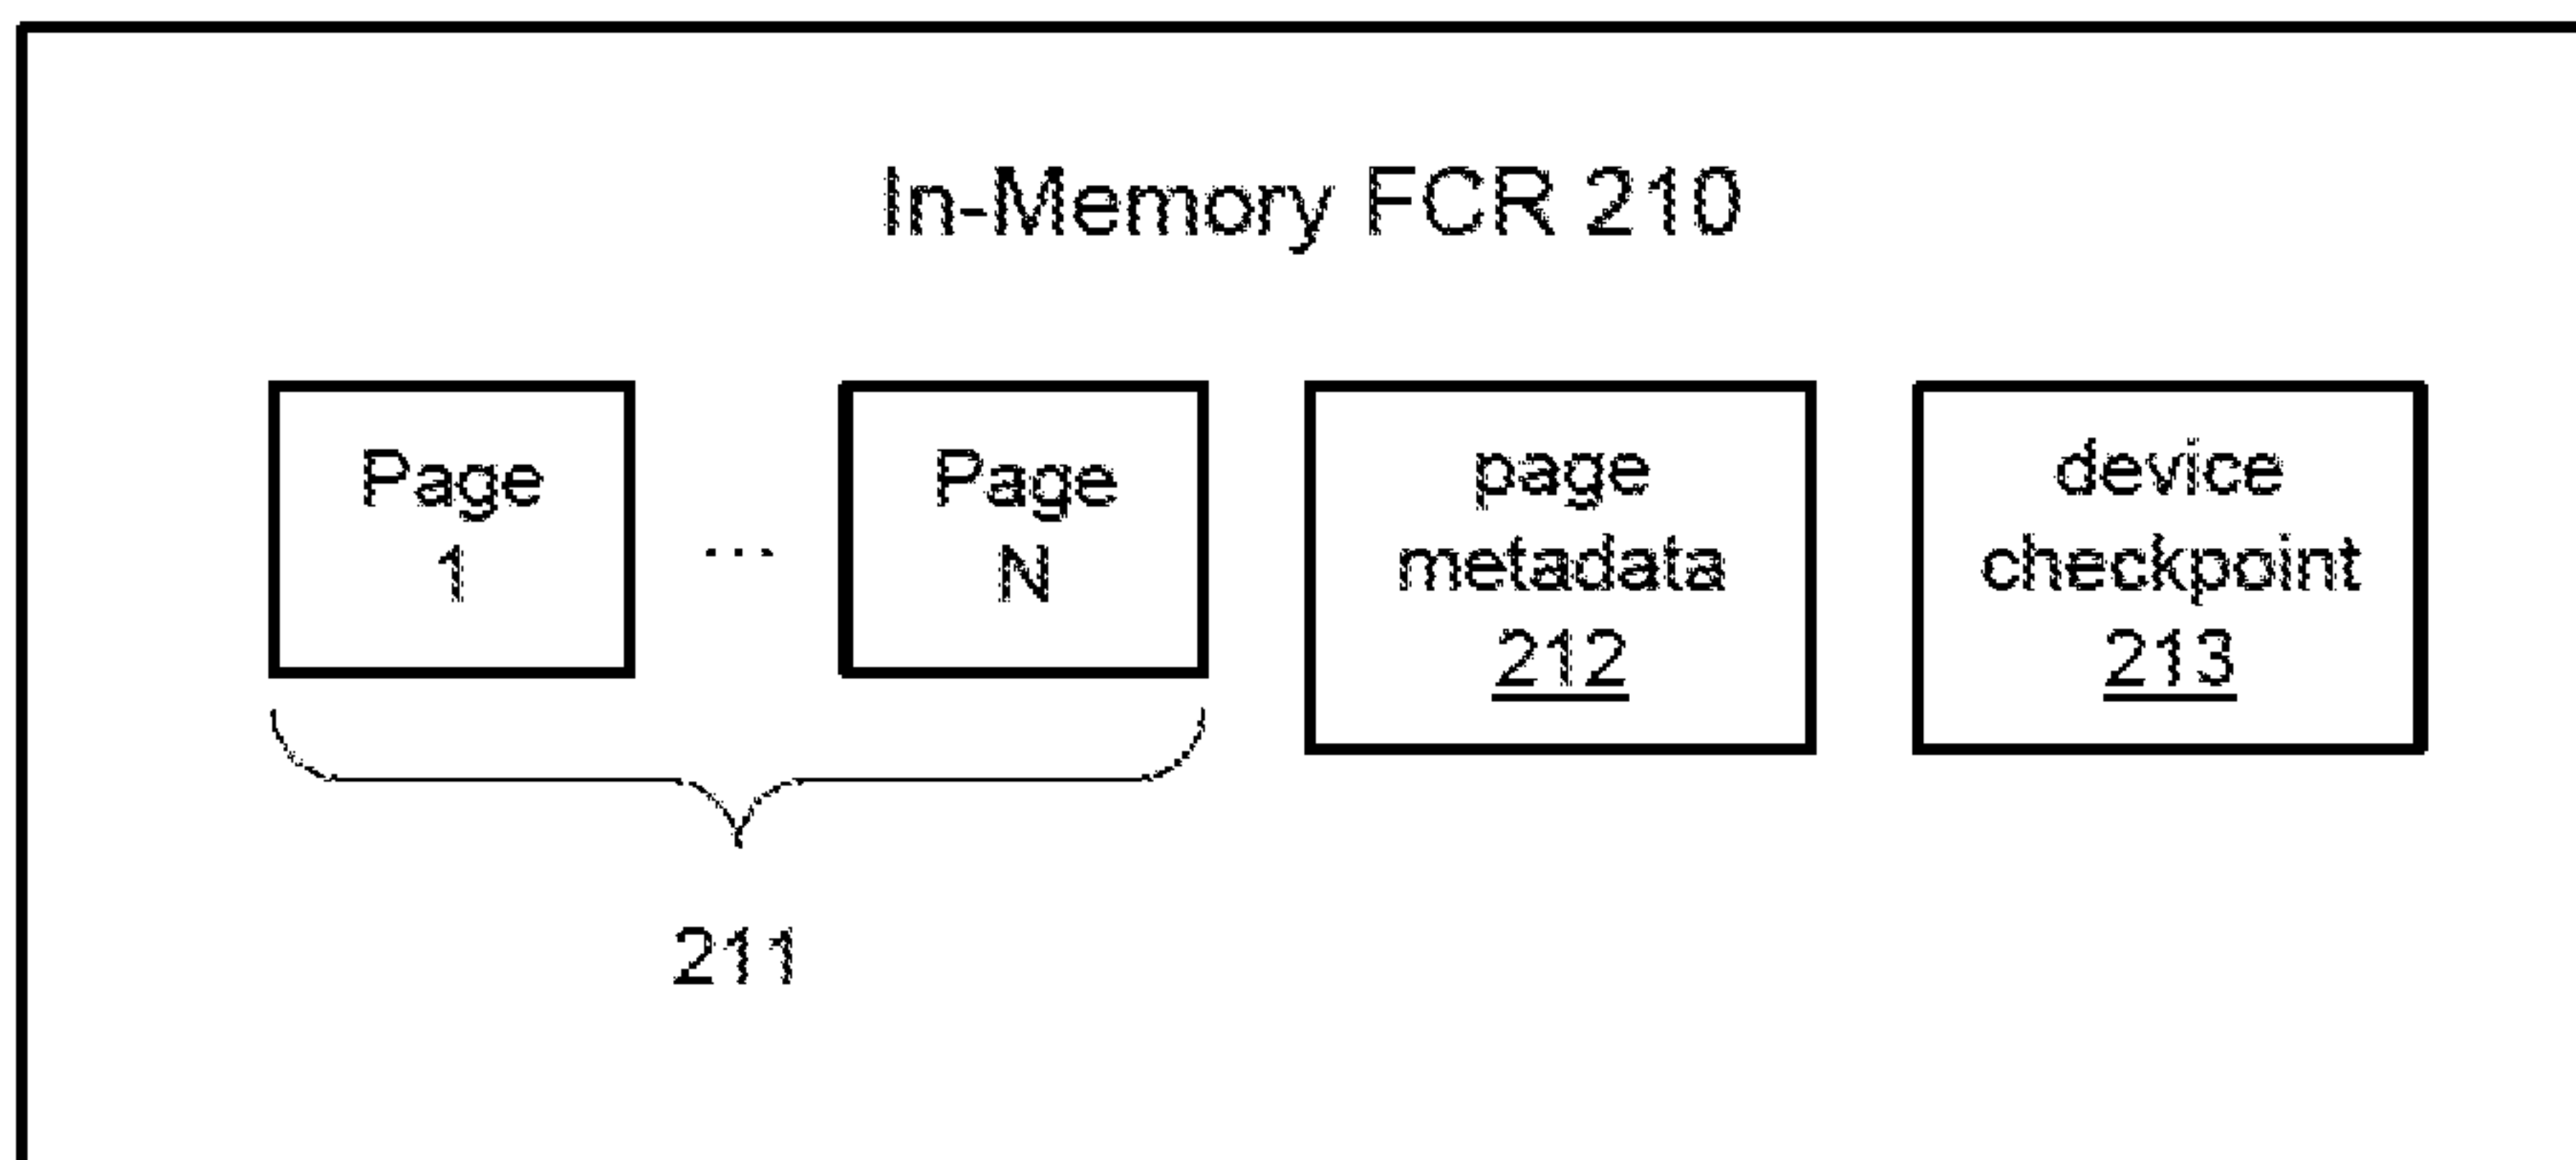 In-Memory FCR 210
Page
1
...
Page
N
page
metadata
212
device
checkpoint
213
211